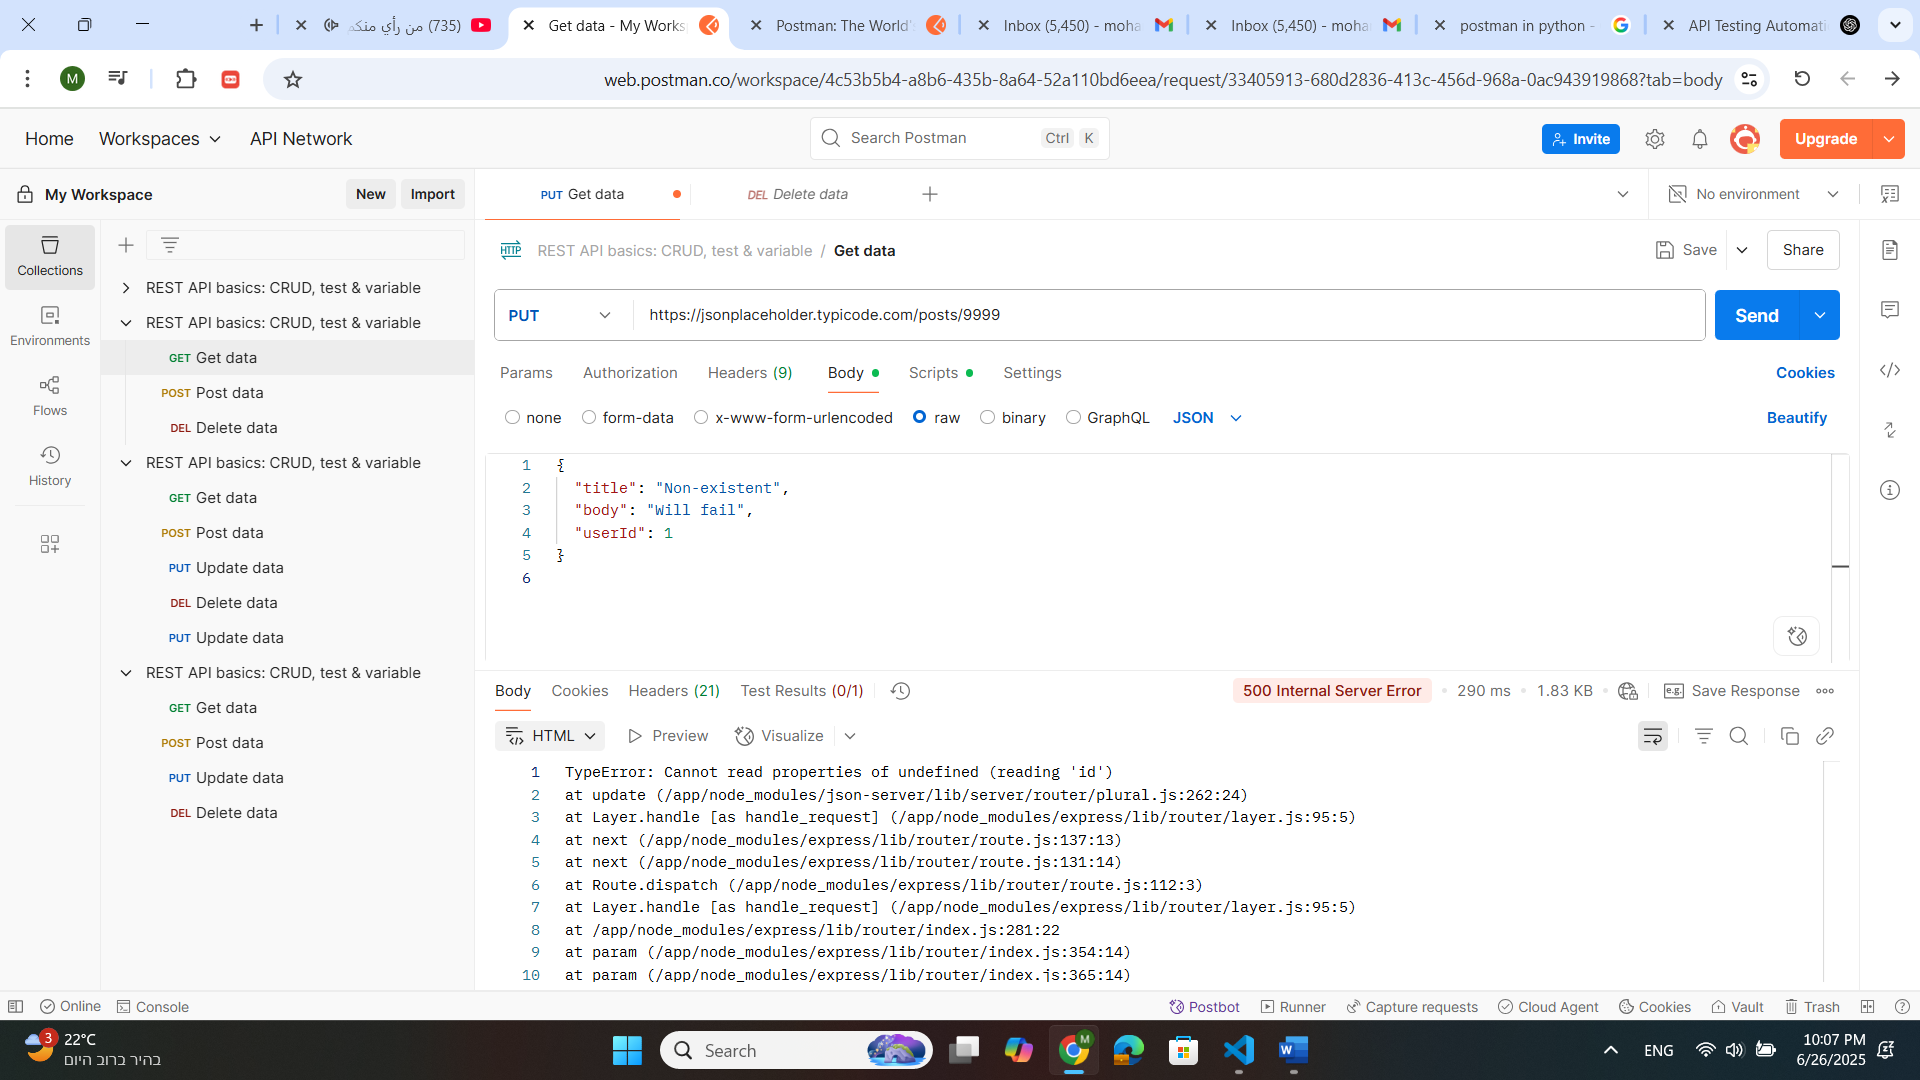 (735) من رأي منكم
Get data - My Works
Postman: The World'
Inbox (5,450) - moha
Inbox (5,450) - moha
postman in python -
API Testing Automati
M
web.postman.co/workspace/4c53b5b4-a8b6-435b-8a64-52a110bd6eea/request/33405913-680d2836-413c-456d-968a-0ac943919868?tab=body
Home Workspaces API Network
Search Postman Ctrl K
Invite
Upgrade
My Workspace New Import
PUT Get data
DEL Delete data
No environment
Collections
Environments
Flows
History
REST API basics: CRUD, test & variable
REST API basics: CRUD, test & variable
GET Get data
POST Post data
DEL Delete data
REST API basics: CRUD, test & variable
GET Get data
POST Post data
PUT Update data
DEL Delete data
PUT Update data
REST API basics: CRUD, test & variable
GET Get data
POST Post data
PUT Update data
DEL Delete data
HTTP REST API basics: CRUD, test & variable / Get data
Save Share
PUT https://jsonplaceholder.typicode.com/posts/9999
Send
Params Authorization Headers (9) Body Scripts Settings Cookies
none form-data x-www-form-urlencoded raw binary GraphQL JSON Beautify
1 {
2 "title": "Non-existent",
3 "body": "Will fail",
4 "userId": 1
5 }
6
Body Cookies Headers (21) Test Results (0/1)
500 Internal Server Error 290 ms 1.83 KB e.g. Save Response
HTML Preview Visualize
1 TypeError: Cannot read properties of undefined (reading 'id')
2 at update (/app/node_modules/json-server/lib/server/router/plural.js:262:24)
3 at Layer.handle [as handle_request] (/app/node_modules/express/lib/router/layer.js:95:5)
4 at next (/app/node_modules/express/lib/router/route.js:137:13)
5 at next (/app/node_modules/express/lib/router/route.js:131:14)
6 at Route.dispatch (/app/node_modules/express/lib/router/route.js:112:3)
7 at Layer.handle [as handle_request] (/app/node_modules/express/lib/router/layer.js:95:5)
8 at /app/node_modules/express/lib/router/index.js:281:22
9 at param (/app/node_modules/express/lib/router/index.js:354:14)
10 at param (/app/node_modules/express/lib/router/index.js:365:14)
Online Console
Postbot Runner Capture requests Cloud Agent Cookies Vault Trash
3
22°C
בהיר ברוב היום
Search
M
ENG
10:07 PM
6/26/2025